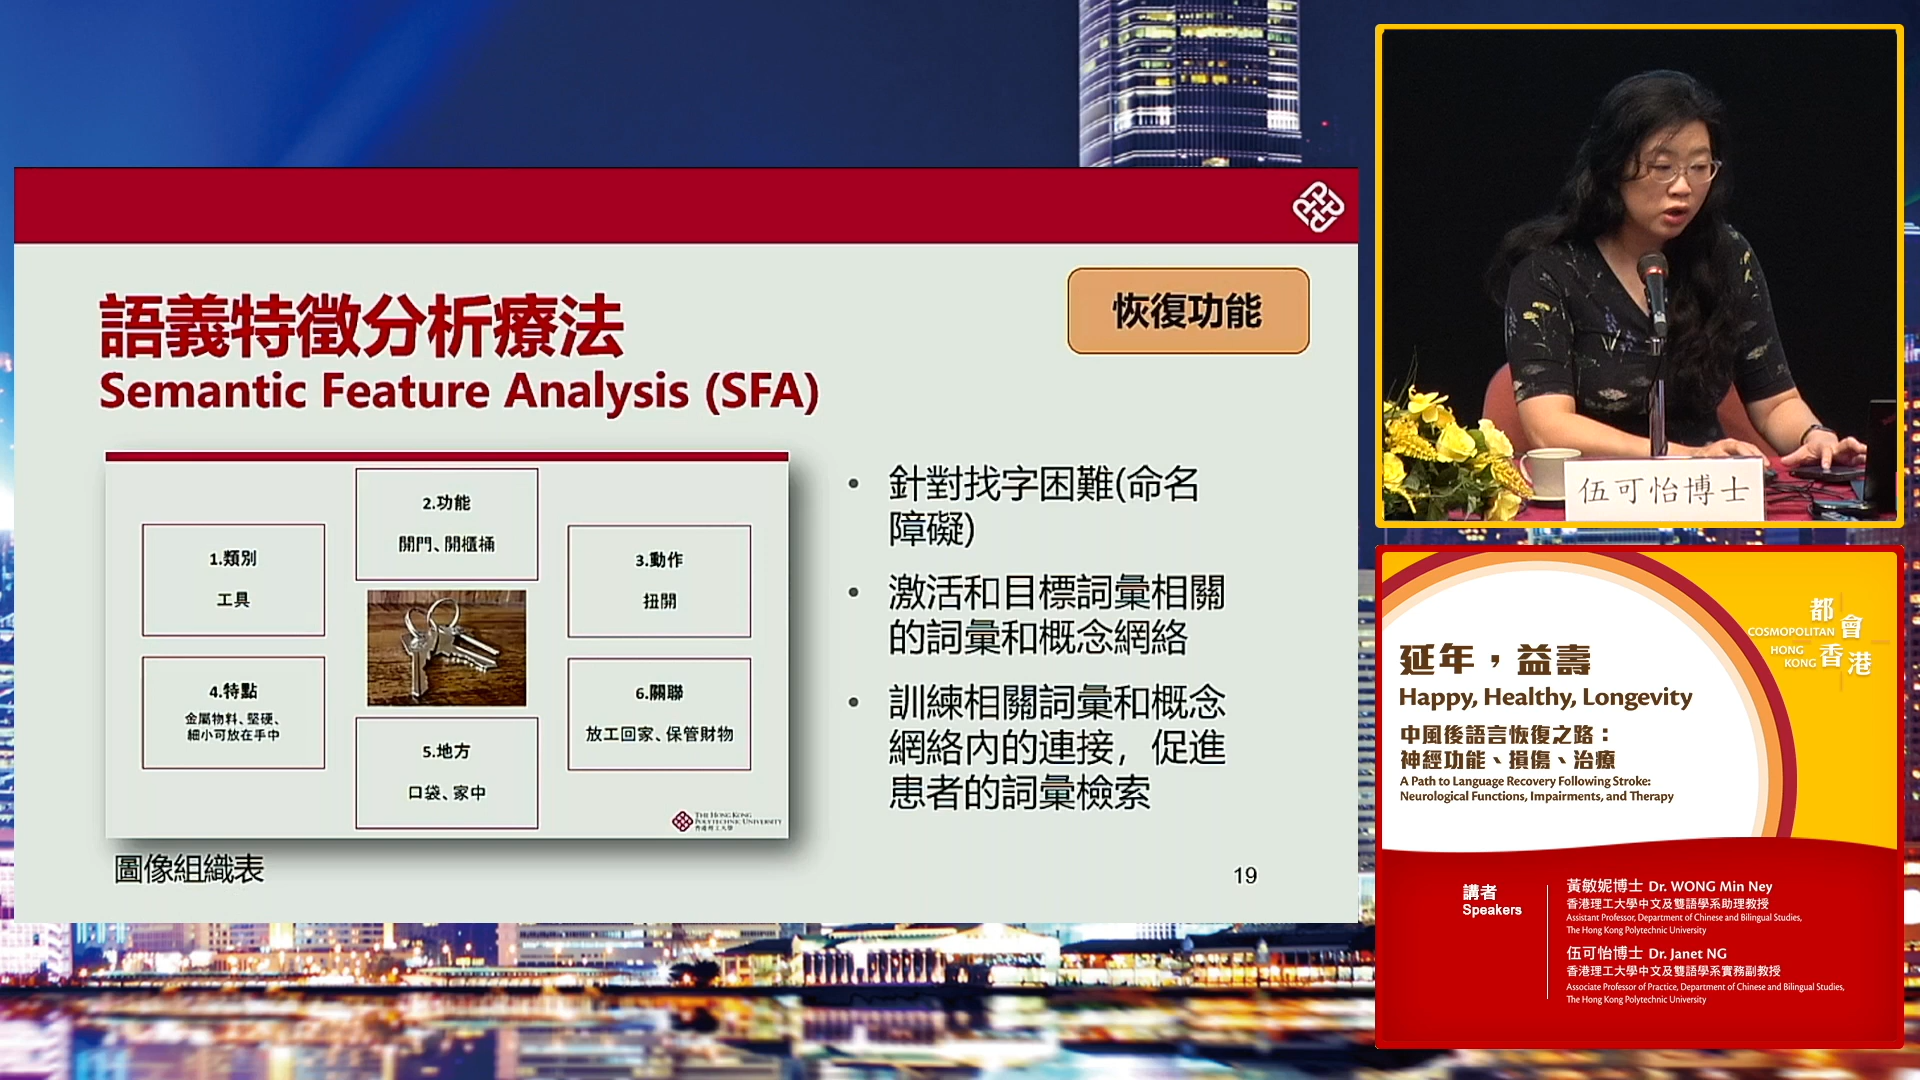 語義特徵分析療法
Semantic Feature Analysis (SFA)
恢復功能
1.類別
工具
2.功能
開門、開櫃桶
3.動作
扭開
4.特點
金屬物料、堅硬、
細小可放在手中
5.地方
口袋、家中
6.關聯
放工回家、保管財物
THE HONG KONG
POLYTECHNIC UNIVERSITY
香港理工大學
圖像組織表
• 針對找字困難(命名
障礙)
• 激活和目標詞彙相關
的詞彙和概念網絡
• 訓練相關詞彙和概念
網絡內的連接，促進
患者的詞彙檢索
19
伍可怡博士
都會
COSMOPOLITAN
HONG
KONG
香港
延年，益壽
Happy, Healthy, Longevity
中風後語言恢復之路：
神經功能、損傷、治療
A Path to Language Recovery Following Stroke:
Neurological Functions, Impairments, and Therapy
講者
Speakers
黃敏妮博士 Dr. WONG Min Ney
香港理工大學中文及雙語學系助理教授
Assistant Professor, Department of Chinese and Bilingual Studies,
The Hong Kong Polytechnic University
伍可怡博士 Dr. Janet NG
香港理工大學中文及雙語學系實務副教授
Associate Professor of Practice, Department of Chinese and Bilingual Studies,
The Hong Kong Polytechnic University